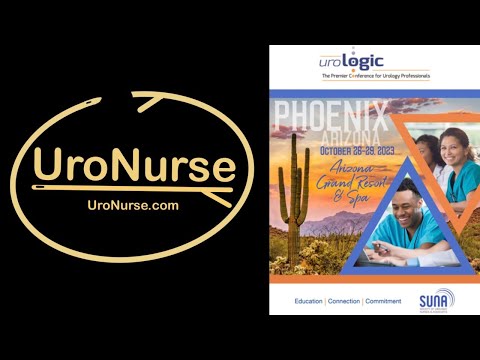 UroNurse
UroNurse.com
urologic
The Premier Conference for Urology Professionals
PHOENIX
ARIZONA
OCTOBER 26-29, 2023
Arizona
Grand Resort
& Spa
Education | Connection | Commitment
SUNA